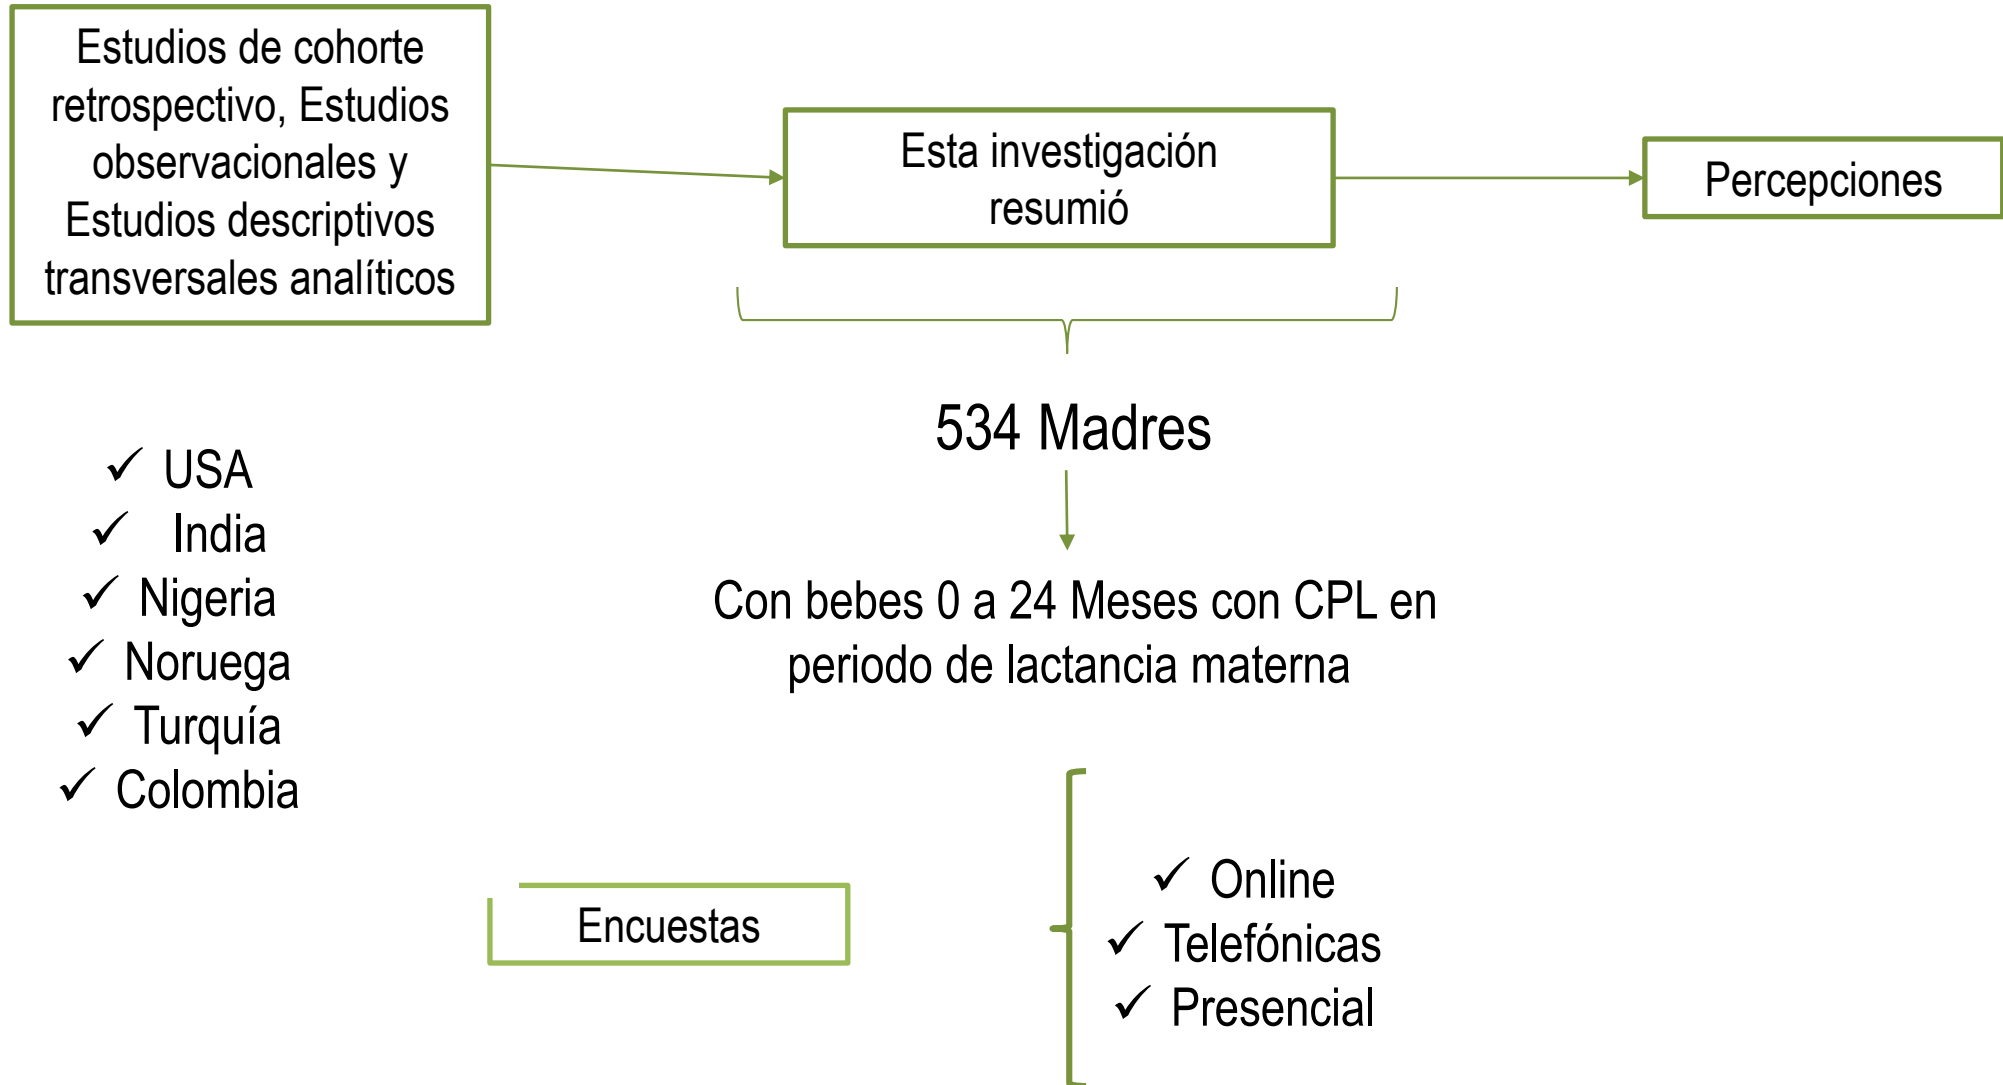 Estudios de cohorte
retrospectivo, Estudios
observacionales y
Estudios descriptivos
transversales analíticos
Esta investigación
resumió
Percepciones
534 Madres
✓ USA
✓ India
✓ Nigeria
✓ Noruega
✓ Turquía
✓ Colombia
Con bebes 0 a 24 Meses con CPL en
periodo de lactancia materna
Encuestas
✓ Online
✓ Telefónicas
✓ Presencial